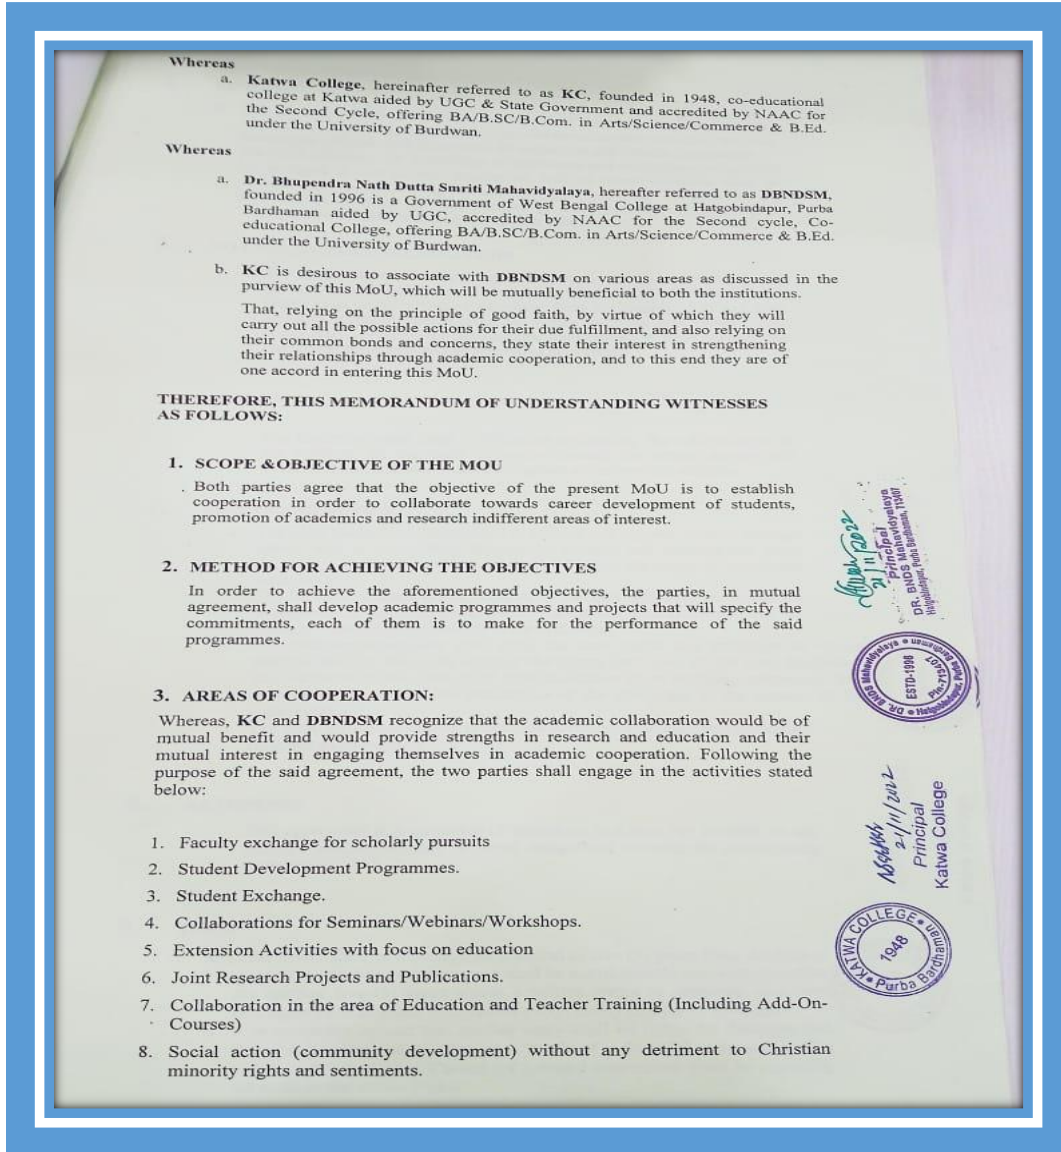 Whereas
a. Katwa College, hereinafter referred to as KC, founded in 1948, co-educational
college at Katwa aided by UGC & State Government and accredited by NAAC for
the Second Cycle, offering BA/B.SC/B.Com. in Arts/Science/Commerce & B.Ed.
under the University of Burdwan.
Whereas
a. Dr. Bhupendra Nath Dutta Smriti Mahavidyalaya, hereafter referred to as DBNDSM,
founded in 1996 is a Government of West Bengal College at Hatgobindapur, Purba
Bardhaman aided by UGC, accredited by NAAC for the Second cycle, Co-
educational College, offering BA/B.SC/B.Com. in Arts/Science/Commerce & B.Ed.
under the University of Burdwan.
b. KC is desirous to associate with DBNDSM on various areas as discussed in the
purview of this MoU, which will be mutually beneficial to both the institutions.
That, relying on the principle of good faith, by virtue of which they will
carry out all the possible actions for their due fulfillment, and also relying on
their common bonds and concerns, they state their interest in strengthening
their relationships through academic cooperation, and to this end they are of
one accord in entering this MoU.
THEREFORE, THIS MEMORANDUM OF UNDERSTANDING WITNESSES
AS FOLLOWS:
1. SCOPE &OBJECTIVE OF THE MOU
Both parties agree that the objective of the present MoU is to establish
cooperation in order to collaborate towards career development of students,
promotion of academics and research indifferent areas of interest.
2. METHOD FOR ACHIEVING THE OBJECTIVES
In order to achieve the aforementioned objectives, the parties, in mutual
agreement, shall develop academic programmes and projects that will specify the
commitments, each of them is to make for the performance of the said
programmes.
3. AREAS OF COOPERATION:
Whereas, KC and DBNDSM recognize that the academic collaboration would be of
mutual benefit and would provide strengths in research and education and their
mutual interest in engaging themselves in academic cooperation. Following the
purpose of the said agreement, the two parties shall engage in the activities stated
below:
1. Faculty exchange for scholarly pursuits
2. Student Development Programmes.
3. Student Exchange.
4. Collaborations for Seminars/Webinars/Workshops.
5. Extension Activities with focus on education
6. Joint Research Projects and Publications.
7. Collaboration in the area of Education and Teacher Training (Including Add-On-
Courses)
8. Social action (community development) without any detriment to Christian
minority rights and sentiments.
21/11/2022
Principal
DR. BNDS Mahavidyalaya
Hatgobindapur, Purba Bardhaman, 713407
DR. BNDS Mahavidyalaya
Hatgobindapur, Purba Bardhaman
ESTD-1996
Pin-713407
21/11/2022
Principal
Katwa College
KATWA COLLEGE
Purba Bardhaman
1948